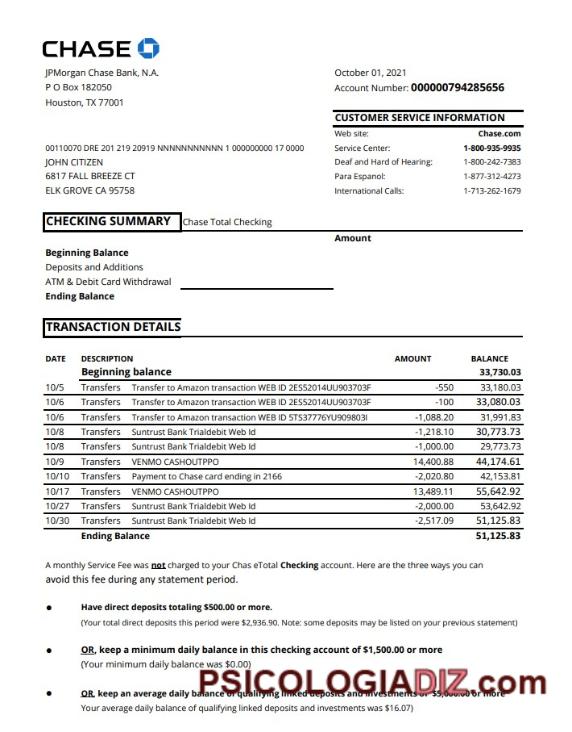 CHASE
JPMorgan Chase Bank, N.A.
P O Box 182050
Houston, TX 77001
October 01, 2021
Account Number: 000000794285656
CUSTOMER SERVICE INFORMATION
Web site: Chase.com
Service Center: 1-800-935-9935
Deaf and Hard of Hearing: 1-800-242-7383
Para Espanol: 1-877-312-4273
International Calls: 1-713-262-1679
00110070 DRE 201 219 20919 NNNNNNNNNNN 1 000000000 17 0000
JOHN CITIZEN
6817 FALL BREEZE CT
ELK GROVE CA 95758
CHECKING SUMMARY Chase Total Checking
Amount
Beginning Balance
Deposits and Additions
ATM & Debit Card Withdrawal
Ending Balance
TRANSACTION DETAILS
DATE DESCRIPTION AMOUNT BALANCE
Beginning balance 33,730.03
10/5 Transfers Transfer to Amazon transaction WEB ID 2ES52014UU903703F -550 33,180.03
10/6 Transfers Transfer to Amazon transaction WEB ID 2ES52014UU903703F -100 33,080.03
10/6 Transfers Transfer to Amazon transaction WEB ID 5TS37776YU909803I -1,088.20 31,991.83
10/8 Transfers Suntrust Bank Trialdebit Web Id -1,218.10 30,773.73
10/8 Transfers Suntrust Bank Trialdebit Web Id -1,000.00 29,773.73
10/9 Transfers VENMO CASHOUTPPO 14,400.88 44,174.61
10/10 Transfers Payment to Chase card ending in 2166 -2,020.80 42,153.81
10/17 Transfers VENMO CASHOUTPPO 13,489.11 55,642.92
10/27 Transfers Suntrust Bank Trialdebit Web Id -2,000.00 53,642.92
10/30 Transfers Suntrust Bank Trialdebit Web Id -2,517.09 51,125.83
Ending Balance 51,125.83
A monthly Service Fee was not charged to your Chas eTotal Checking account. Here are the three ways you can
avoid this fee during any statement period.
● Have direct deposits totaling $500.00 or more.
(Your total direct deposits this period were $2,936.90. Note: some deposits may be listed on your previous statement)
● OR, keep a minimum daily balance in this checking account of $1,500.00 or more
(Your minimum daily balance was $0.00)
● OR, keep an average daily balance of qualifying linked deposits and investments of $5,000.00 or more
Your average daily balance of qualifying linked deposits and investments was $16.07)
PSICOLOGIADIZ.com